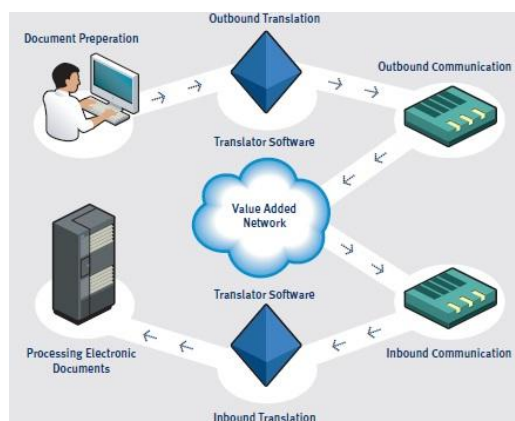 Outbound Translation
Document Preperation
Outbound Communication
Translator Software
Value Added
Network
Translator Software
Processing Electronic
Documents
Inbound Communication
Inbound Translation